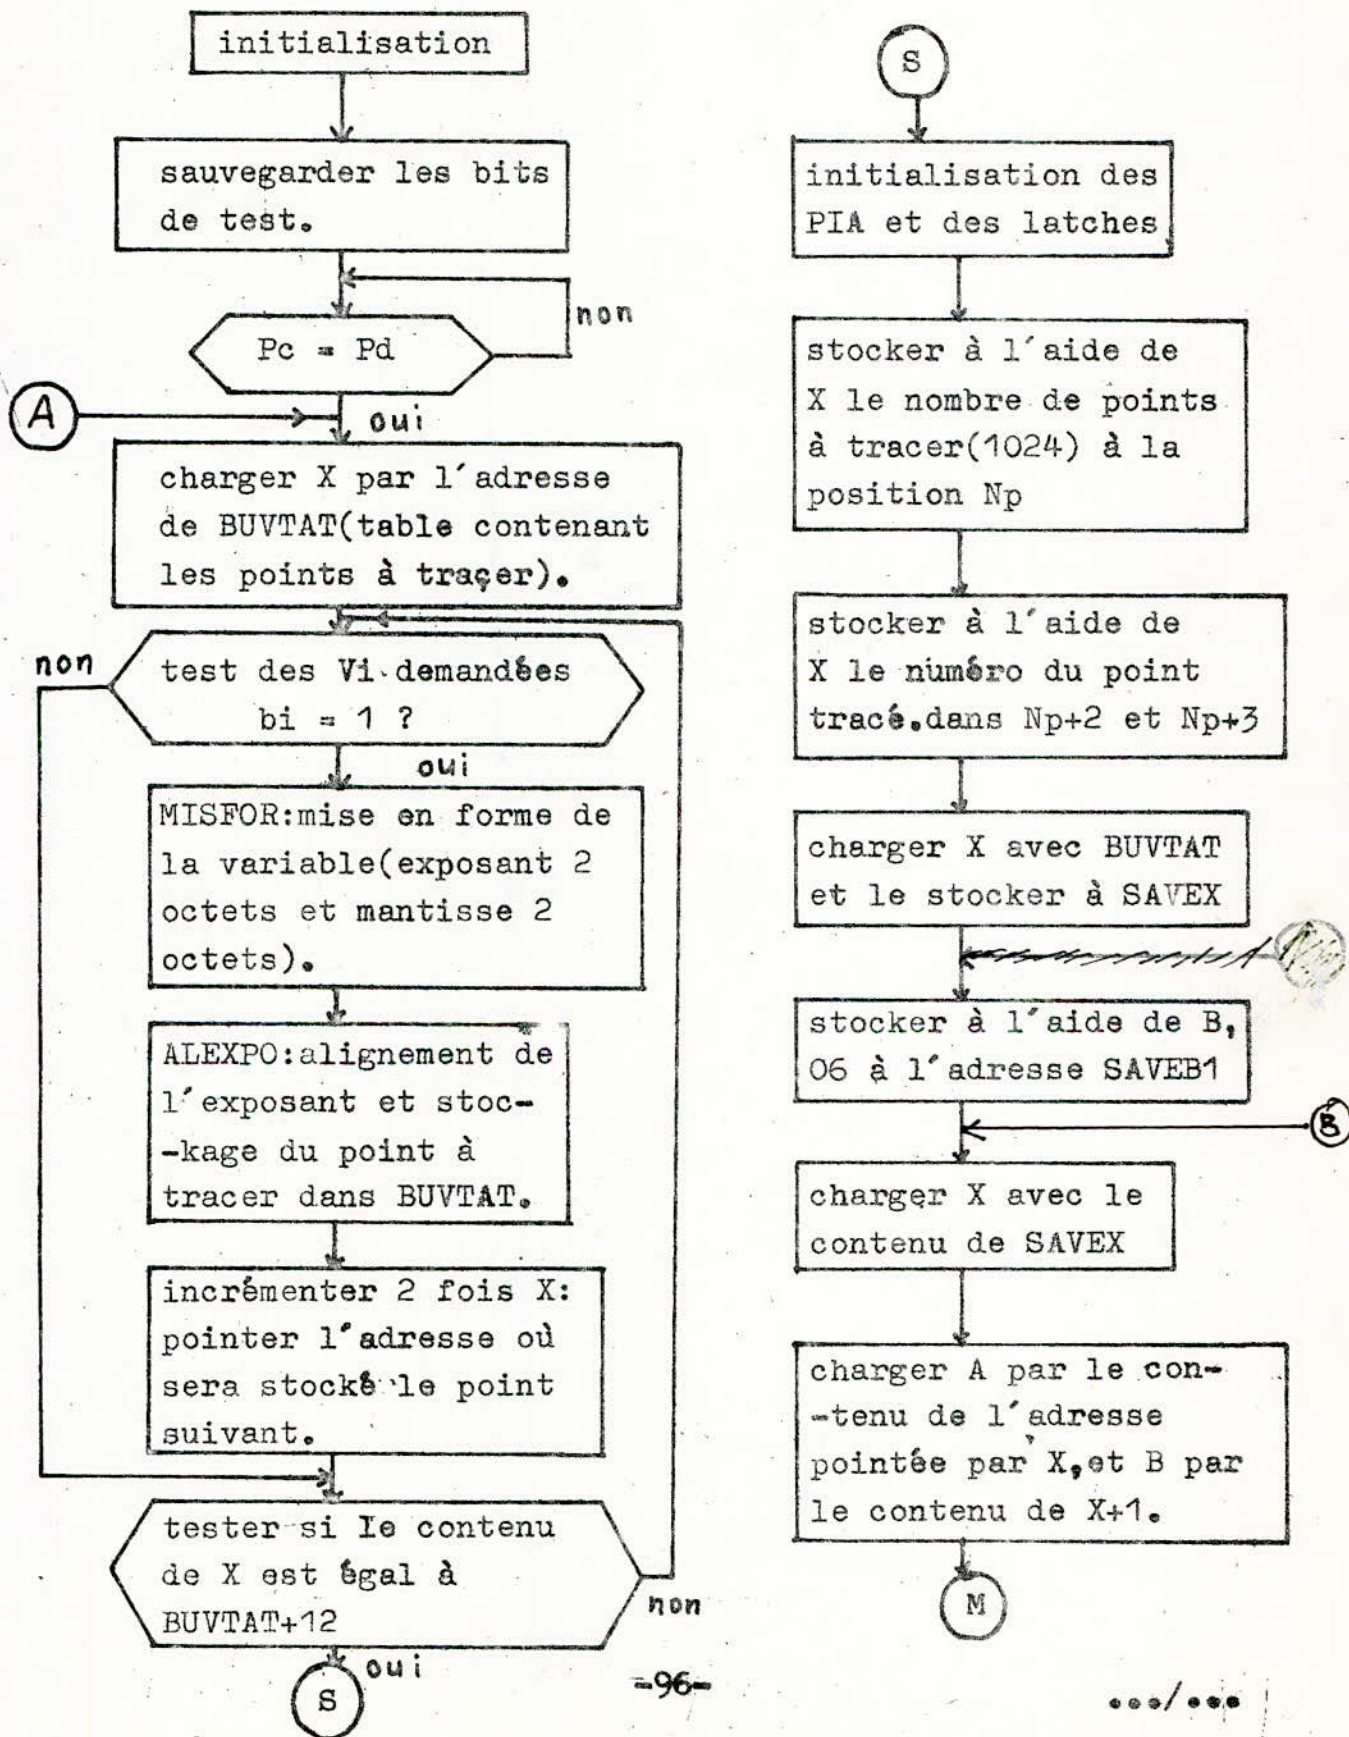 initialisation
sauvegarder les bits
de test.
non
Pc = Pd
A
oui
charger X par l'adresse
de BUVTAT(table contenant
les points à traçer).
non
test des Vi demandées
bi = 1 ?
oui
MISFOR:mise en forme de
la variable(exposant 2
octets et mantisse 2
octets).
ALEXPO:alignement de
l'exposant et stoc-
-kage du point à
tracer dans BUVTAT.
incrémenter 2 fois X:
pointer l'adresse où
sera stocké le point
suivant.
tester si le contenu
de X est égal à
BUVTAT+12
non
oui
S
S
initialisation des
PIA et des latches
stocker à l'aide de
X le nombre de points
à tracer(1024) à la
position Np
stocker à l'aide de
X le numéro du point
tracé.dans Np+2 et Np+3
charger X avec BUVTAT
et le stocker à SAVEX
stocker à l'aide de B,
06 à l'adresse SAVEB1
B
charger X avec le
contenu de SAVEX
charger A par le con-
-tenu de l'adresse
pointée par X,et B par
le contenu de X+1.
M
-96-
.../...